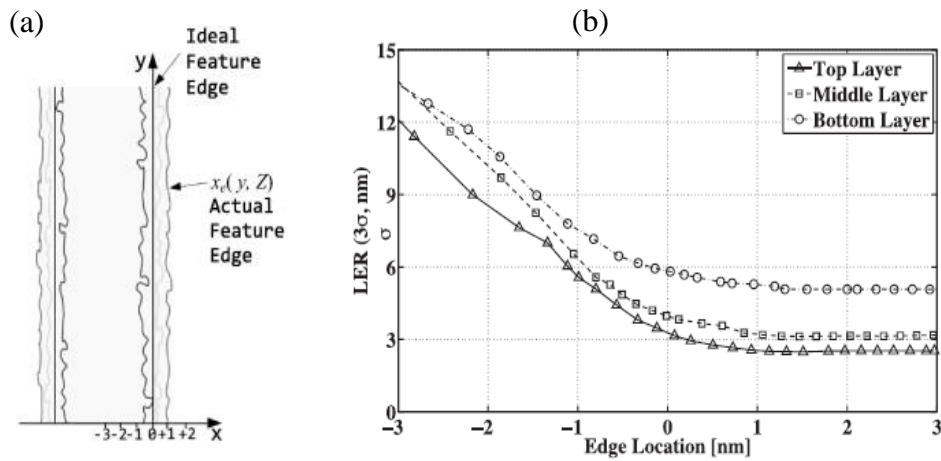 (a)
Ideal
Feature
Edge
y
xₑ(y, Z)
Actual
Feature
Edge
-3 -2 -1 0 +1 +2
x
(b)
15
12
9
6
3
0
LER (3σ, nm)
σ
Top Layer
Middle Layer
Bottom Layer
-3 -2 -1 0 1 2 3
Edge Location [nm]